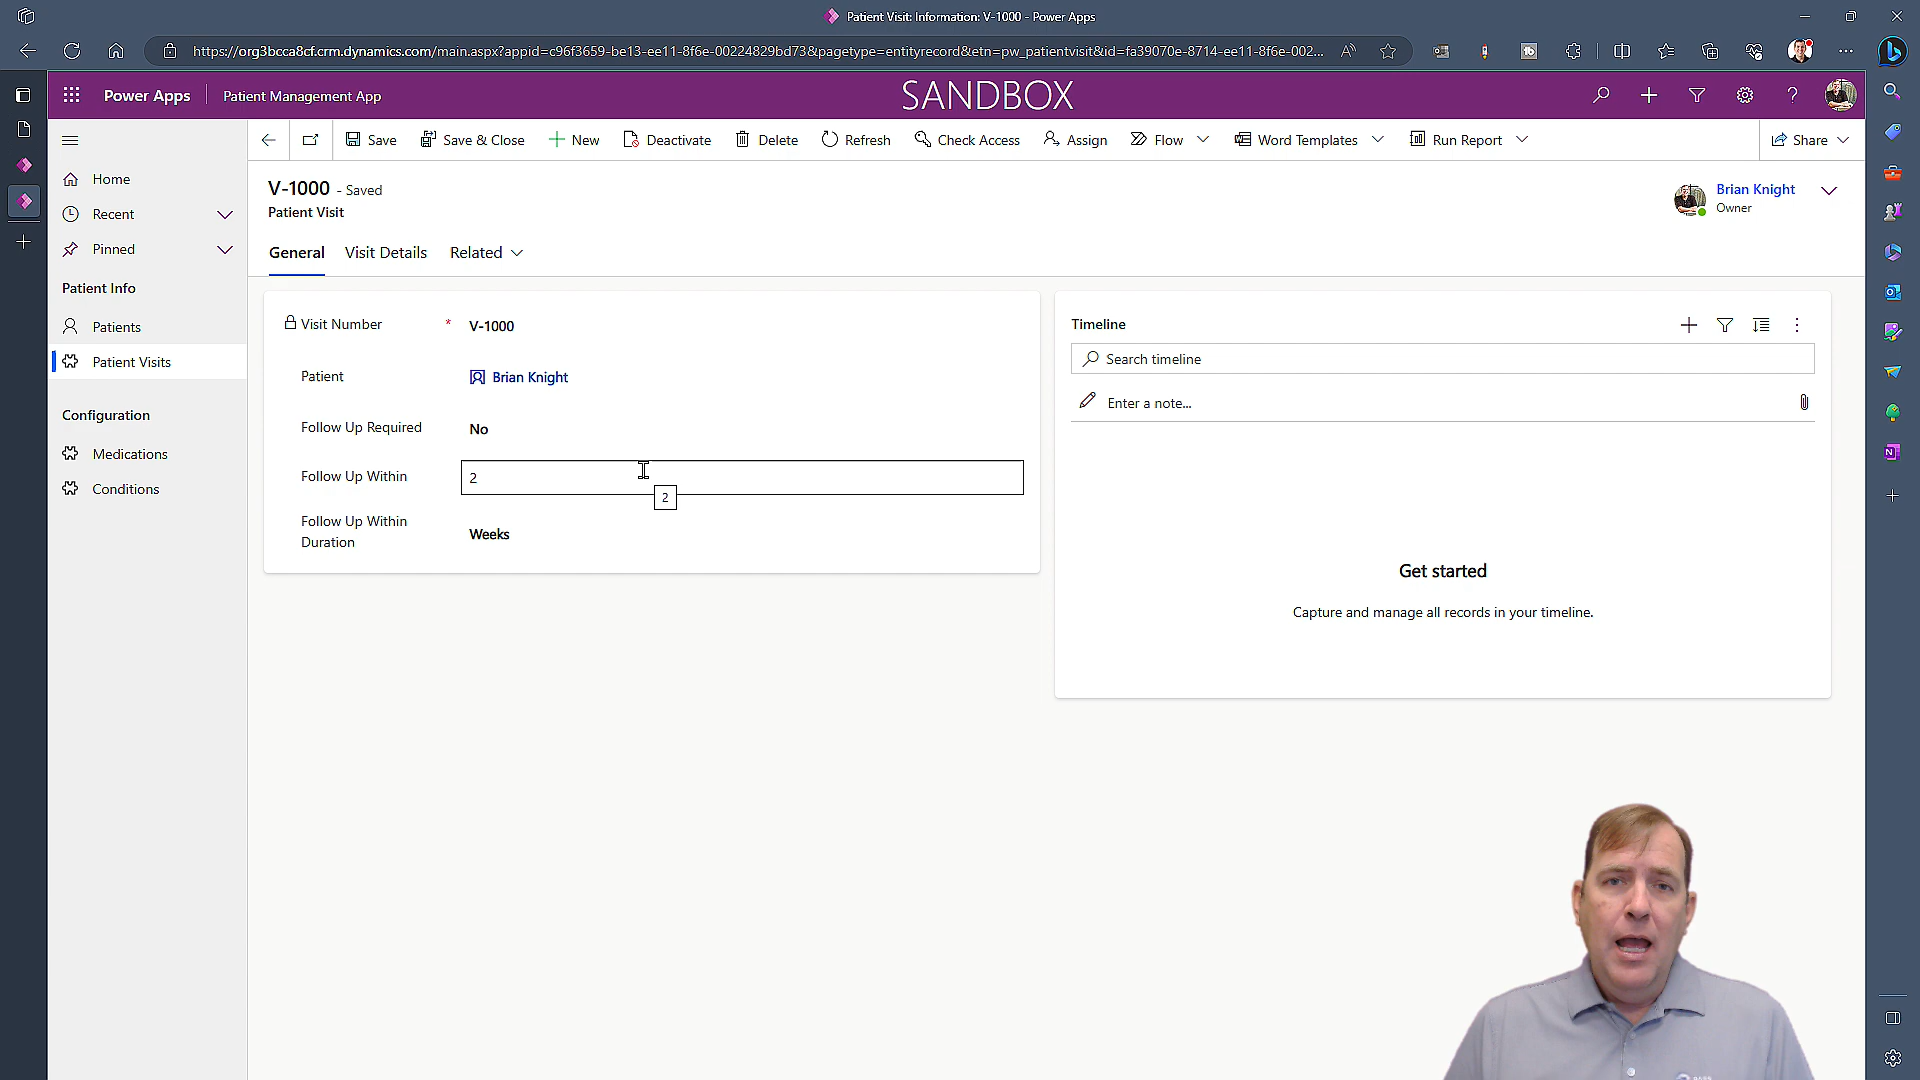 Patient Visit: Information: V-1000 - Power Apps
https://org3bcca8cf.crm.dynamics.com/main.aspx?appid=c96f3659-be13-ee11-8f6e-00224829bd73&pagetype=entityrecord&etn=pw_patientvisit&id=fa39070e-8714-ee11-8f6e-002...
Power Apps
Patient Management App
SANDBOX
Save
Save & Close
New
Deactivate
Delete
Refresh
Check Access
Assign
Flow
Word Templates
Run Report
Share
Home
Recent
Pinned
Patient Info
Patients
Patient Visits
Configuration
Medications
Conditions
V-1000 - Saved
Patient Visit
Brian Knight
Owner
General
Visit Details
Related
Visit Number * V-1000
Patient Brian Knight
Follow Up Required No
Follow Up Within 2
2
Follow Up Within
Duration
Weeks
Timeline
Search timeline
Enter a note...
Get started
Capture and manage all records in your timeline.